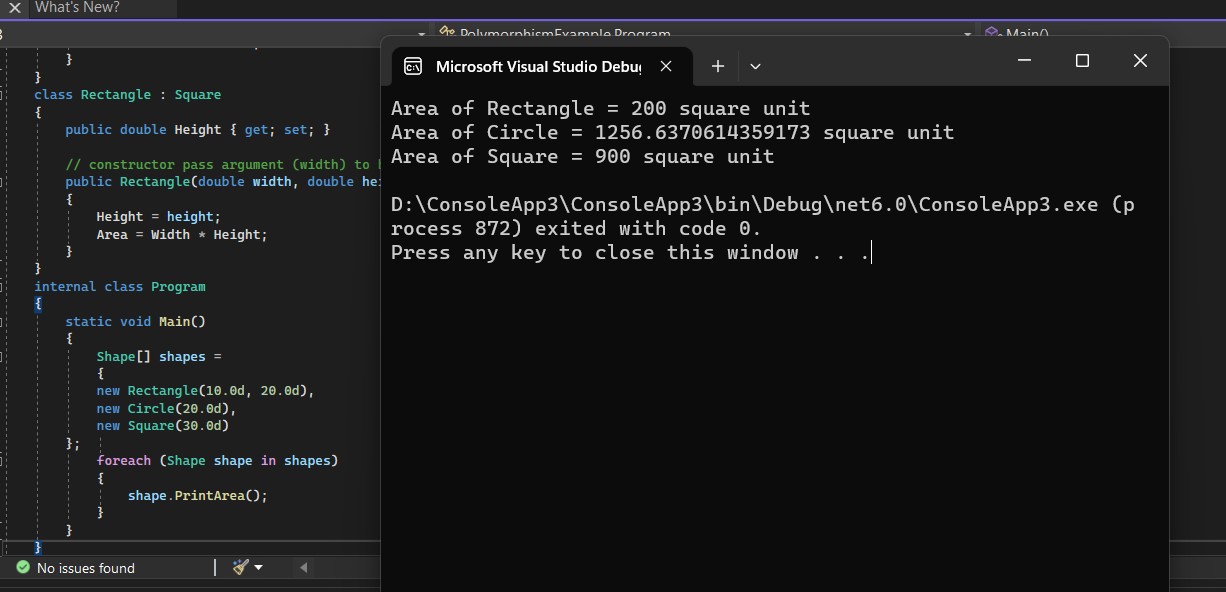 What's New?
PolymorphismExample.Program
Main()
}
}
class Rectangle : Square
{
public double Height { get; set; }
// constructor pass argument (width) to
public Rectangle(double width, double hei
{
Height = height;
Area = Width * Height;
}
}
internal class Program
{
static void Main()
{
Shape[] shapes =
{
new Rectangle(10.0d, 20.0d),
new Circle(20.0d),
new Square(30.0d)
};
foreach (Shape shape in shapes)
{
shape.PrintArea();
}
}
}
No issues found
Microsoft Visual Studio Debu
Area of Rectangle = 200 square unit
Area of Circle = 1256.6370614359173 square unit
Area of Square = 900 square unit
D:\ConsoleApp3\ConsoleApp3\bin\Debug\net6.0\ConsoleApp3.exe (p
rocess 872) exited with code 0.
Press any key to close this window . . .